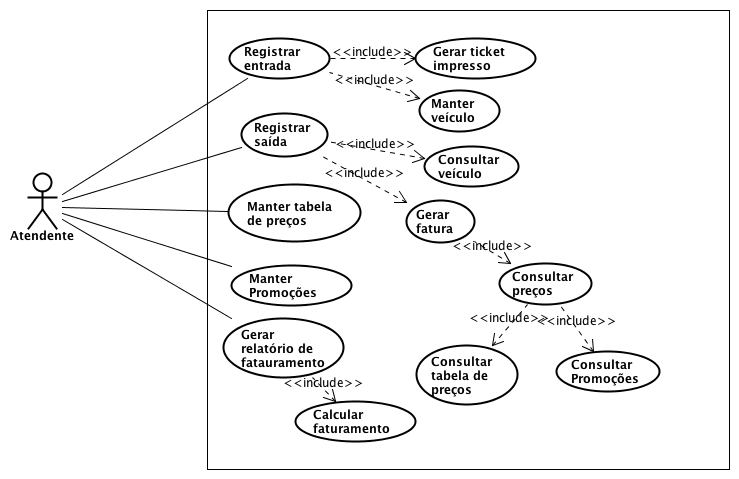 Registrar
entrada
<<include>>
Gerar ticket
impresso
<<include>>
Manter
veículo
Registrar
saída
<<include>>
Consultar
veículo
<<include>>
Manter tabela
de preços
Gerar
fatura
Atendente
<<include>>
Manter
Promoções
Consultar
preços
Gerar
relatório de
fatauramento
<<include>>
<<include>>
Consultar
tabela de
preços
Consultar
Promoções
<<include>>
Calcular
faturamento